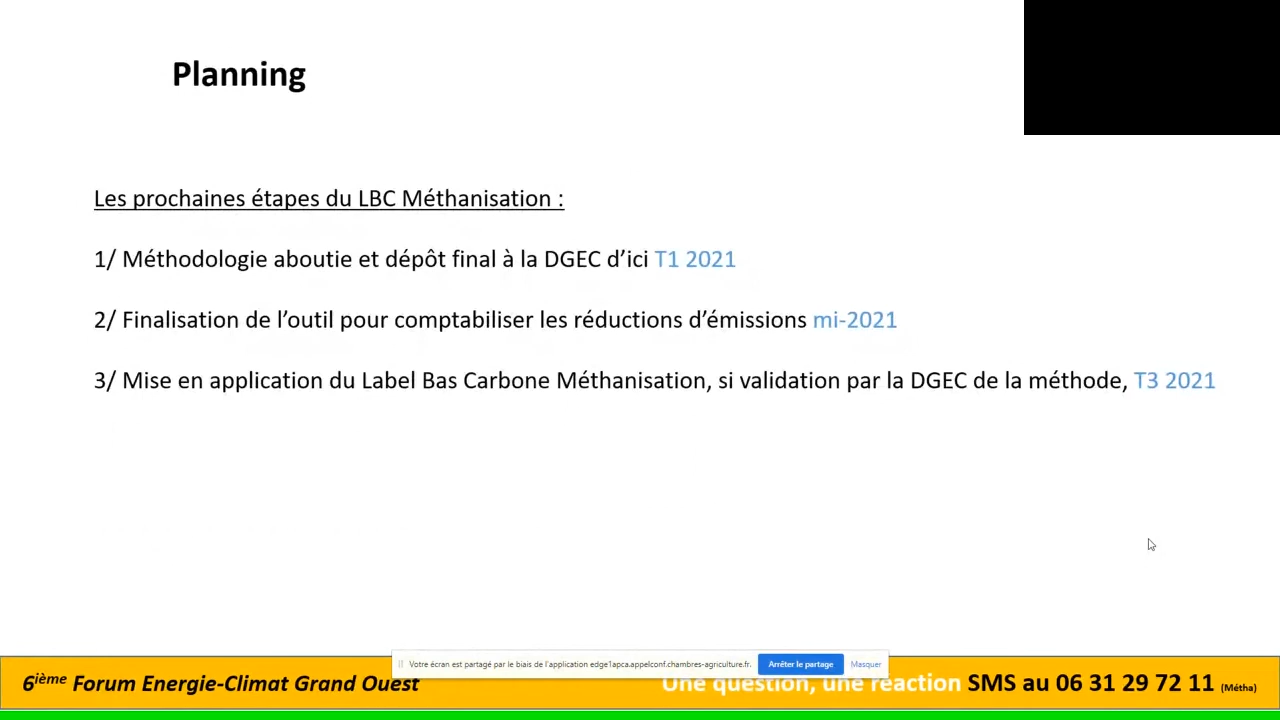 Planning
Les prochaines étapes du LBC Méthanisation :
1/ Méthodologie aboutie et dépôt final à la DGEC d’ici T1 2021
2/ Finalisation de l’outil pour comptabiliser les réductions d’émissions mi-2021
3/ Mise en application du Label Bas Carbone Méthanisation, si validation par la DGEC de la méthode, T3 2021
Votre écran est partagé par le biais de l'application edge1apca.appelconf.chambres-agriculture.fr.
Arrêter le partage
Masquer
6ième Forum Energie-Climat Grand Ouest
Une question, une réaction SMS au 06 31 29 72 11 (Métha)